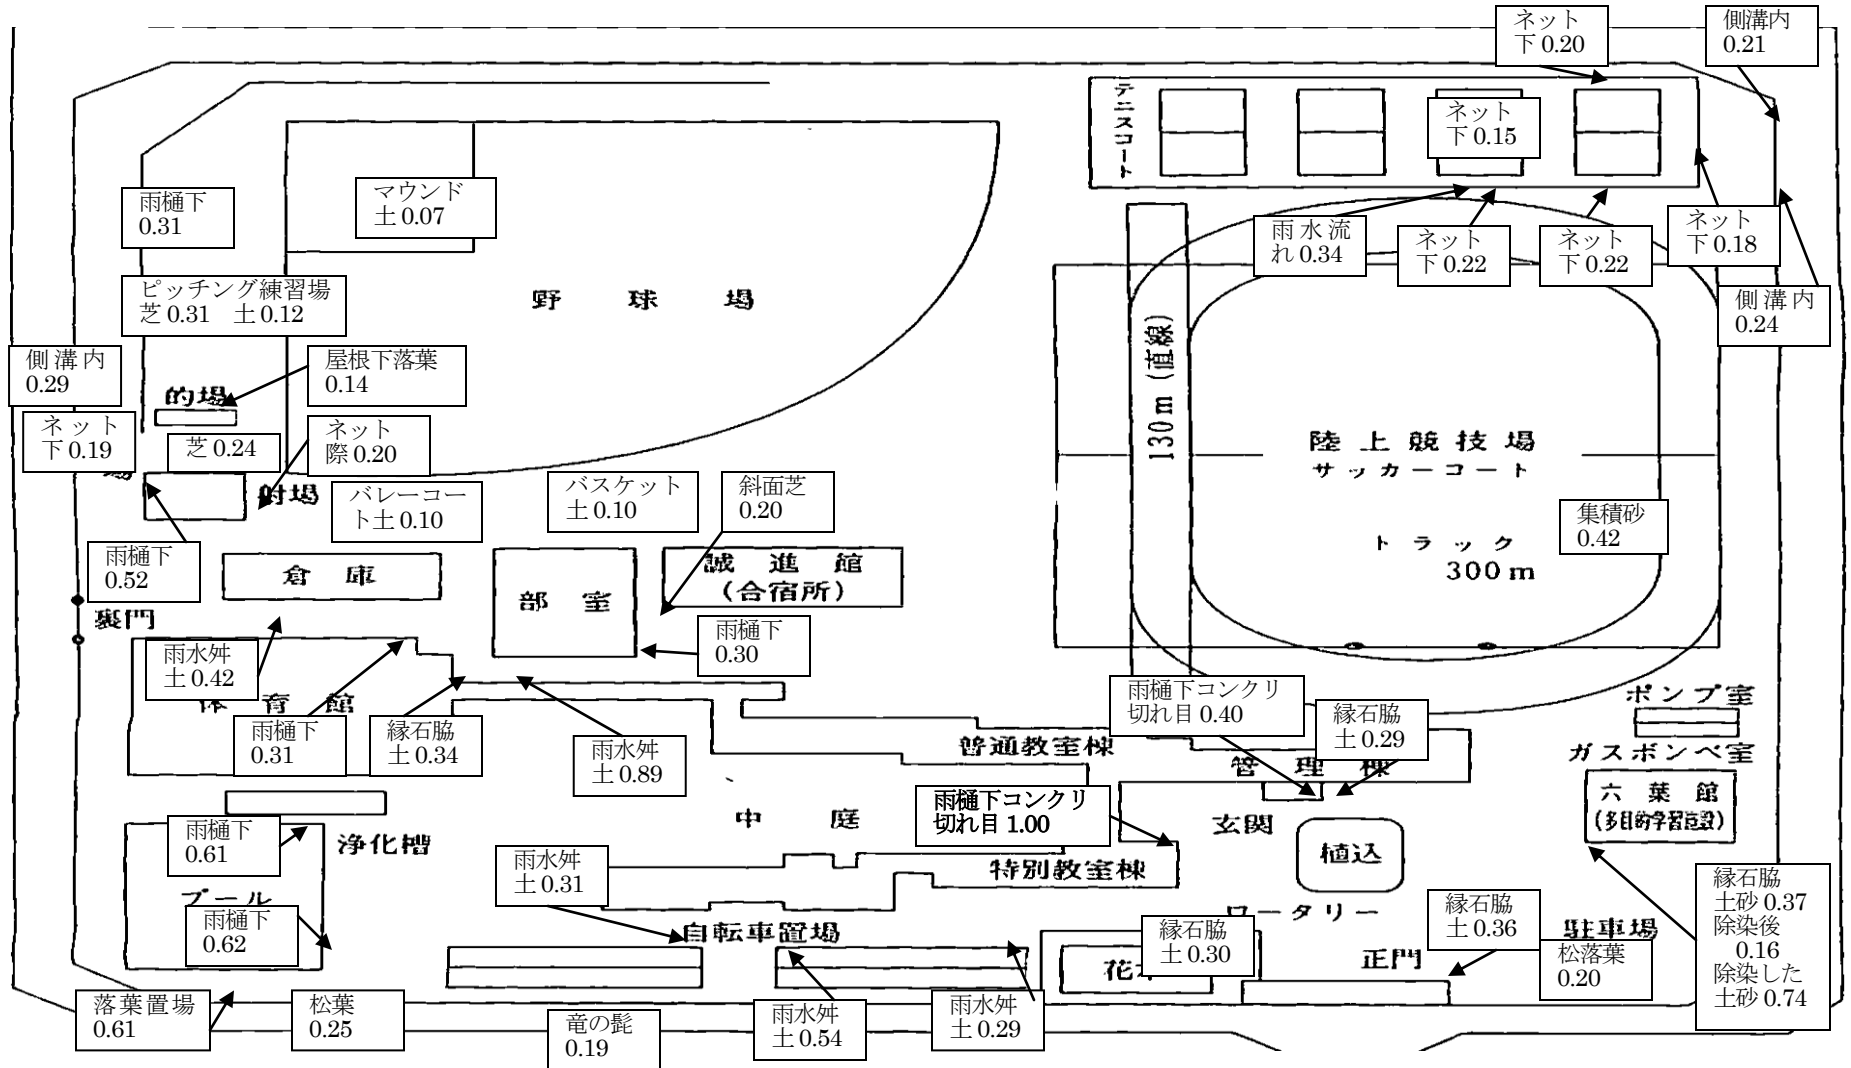 ネット
下 0.20
側溝内
0.21
テニスコート
ネット
下 0.15
雨樋下
0.31
マウンド
土 0.07
雨 水 流
れ 0.34
ネット
下 0.22
ネット
下 0.22
ネット
下 0.18
ピッチング練習場
芝 0.31　土 0.12
野　球　場
側 溝 内
0.24
側 溝 内
0.29
屋根下落葉
0.14
的場
130m (直線)
ネ ッ ト
下 0.19
芝 0.24
ネット
際 0.20
陸 上 競 技 場
サッカーコート
射場
バレーコー
ト土 0.10
バスケット
土 0.10
斜面芝
0.20
集積砂
0.42
トラック
300m
雨樋下
0.52
倉　庫
部　室
誠　進　館
(合宿所)
裏門
雨樋下
0.30
雨水舛
土 0.42
体　育　館
雨樋下
0.31
縁石脇
土 0.34
雨水舛
土 0.89
雨樋下コンクリ
切れ目 0.40
縁石脇
土 0.29
ポンプ室
ガスボンベ室
普通教室棟
管　理　棟
六　葉　館
(多目的学習施設)
中　庭
雨樋下コンクリ
切れ目 1.00
玄関
植込
雨樋下
0.61
浄化槽
雨水舛
土 0.31
特別教室棟
プール
雨樋下
0.62
ロータリー
縁石脇
土砂 0.37
除染後
0.16
除染した
土砂 0.74
自転車置場
縁石脇
土 0.30
縁石脇
土 0.36
駐車場
正門
松落葉
0.20
花
落葉置場
0.61
松葉
0.25
竜の髭
0.19
雨水舛
土 0.54
雨水舛
土 0.29